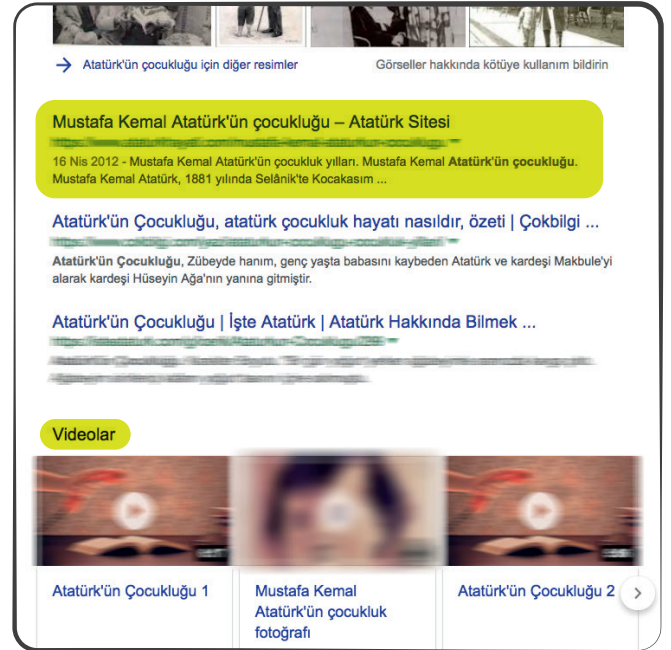 Atatürk'ün çocukluğu için diğer resimler
Görseller hakkında kötüye kullanım bildirin
Mustafa Kemal Atatürk'ün çocukluğu – Atatürk Sitesi
16 Nis 2012 - Mustafa Kemal Atatürk'ün çocukluk yılları. Mustafa Kemal Atatürk'ün çocukluğu.
Mustafa Kemal Atatürk, 1881 yılında Selânik'te Kocakasım ...
Atatürk'ün Çocukluğu, atatürk çocukluk hayatı nasıldır, özeti | Çokbilgi ...
Atatürk'ün Çocukluğu, Zübeyde hanım, genç yaşta babasını kaybeden Atatürk ve kardeşi Makbule'yi
alarak kardeşi Hüseyin Ağa'nın yanına gitmiştir.
Atatürk'ün Çocukluğu | İşte Atatürk | Atatürk Hakkında Bilmek ...
Videolar
Atatürk'ün Çocukluğu 1
Mustafa Kemal
Atatürk'ün çocukluk
fotoğrafı
Atatürk'ün Çocukluğu 2